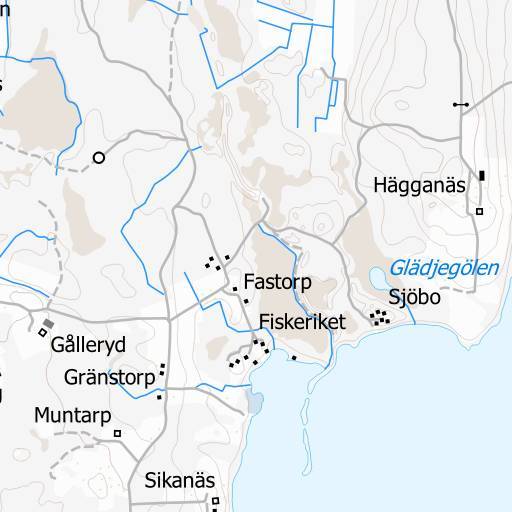 n
s
Hägganäs
Glädjegölen
Sjöbo
Fastorp
Fiskeriket
Gålleryd
Gränstorp
g
Muntarp
Sikanäs